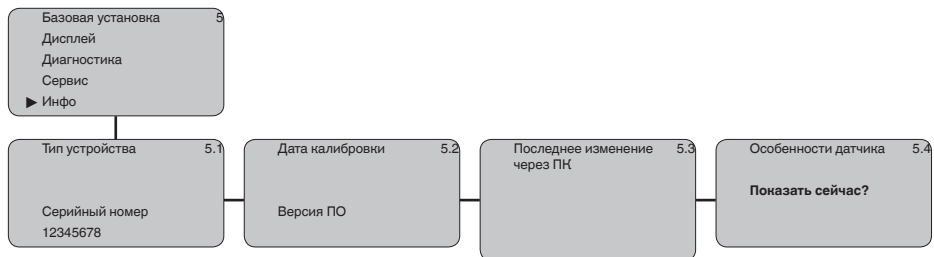 Базовая установка 5
Дисплей
Диагностика
Сервис
▶ Инфо
Тип устройства 5.1
Серийный номер
12345678
Дата калибровки 5.2
Версия ПО
Последнее изменение 5.3
через ПК
Особенности датчика 5.4
Показать сейчас?